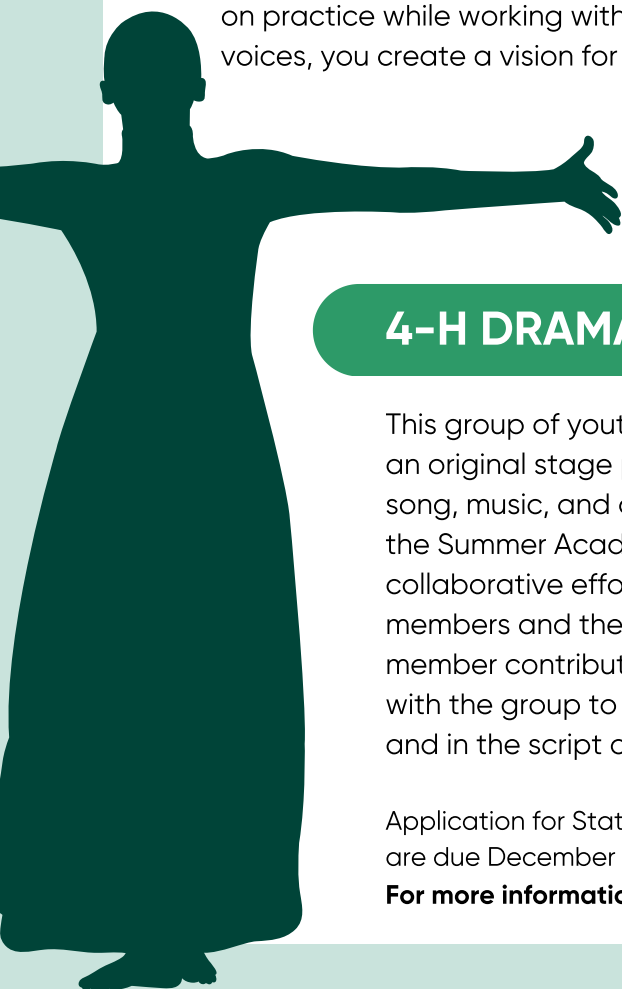 on practice while working with
voices, you create a vision for
4-H DRAMA
This group of yout
an original stage
song, music, and
the Summer Acad
collaborative effo
members and the
member contribut
with the group to
and in the script
Application for Stat
are due December
For more informatio